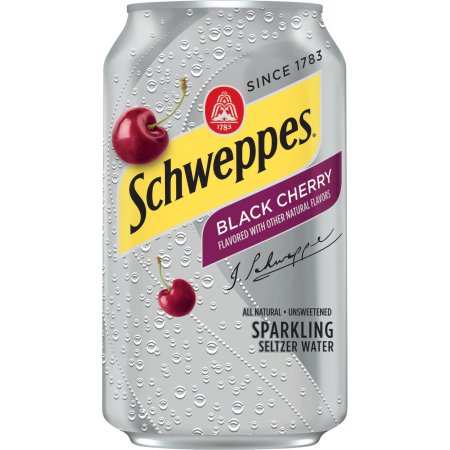 SINCE 1783
1783
Schweppes®
BLACK CHERRY
FLAVORED WITH OTHER NATURAL FLAVORS
J. Schweppe
ALL NATURAL • UNSWEETENED
SPARKLING
SELTZER WATER